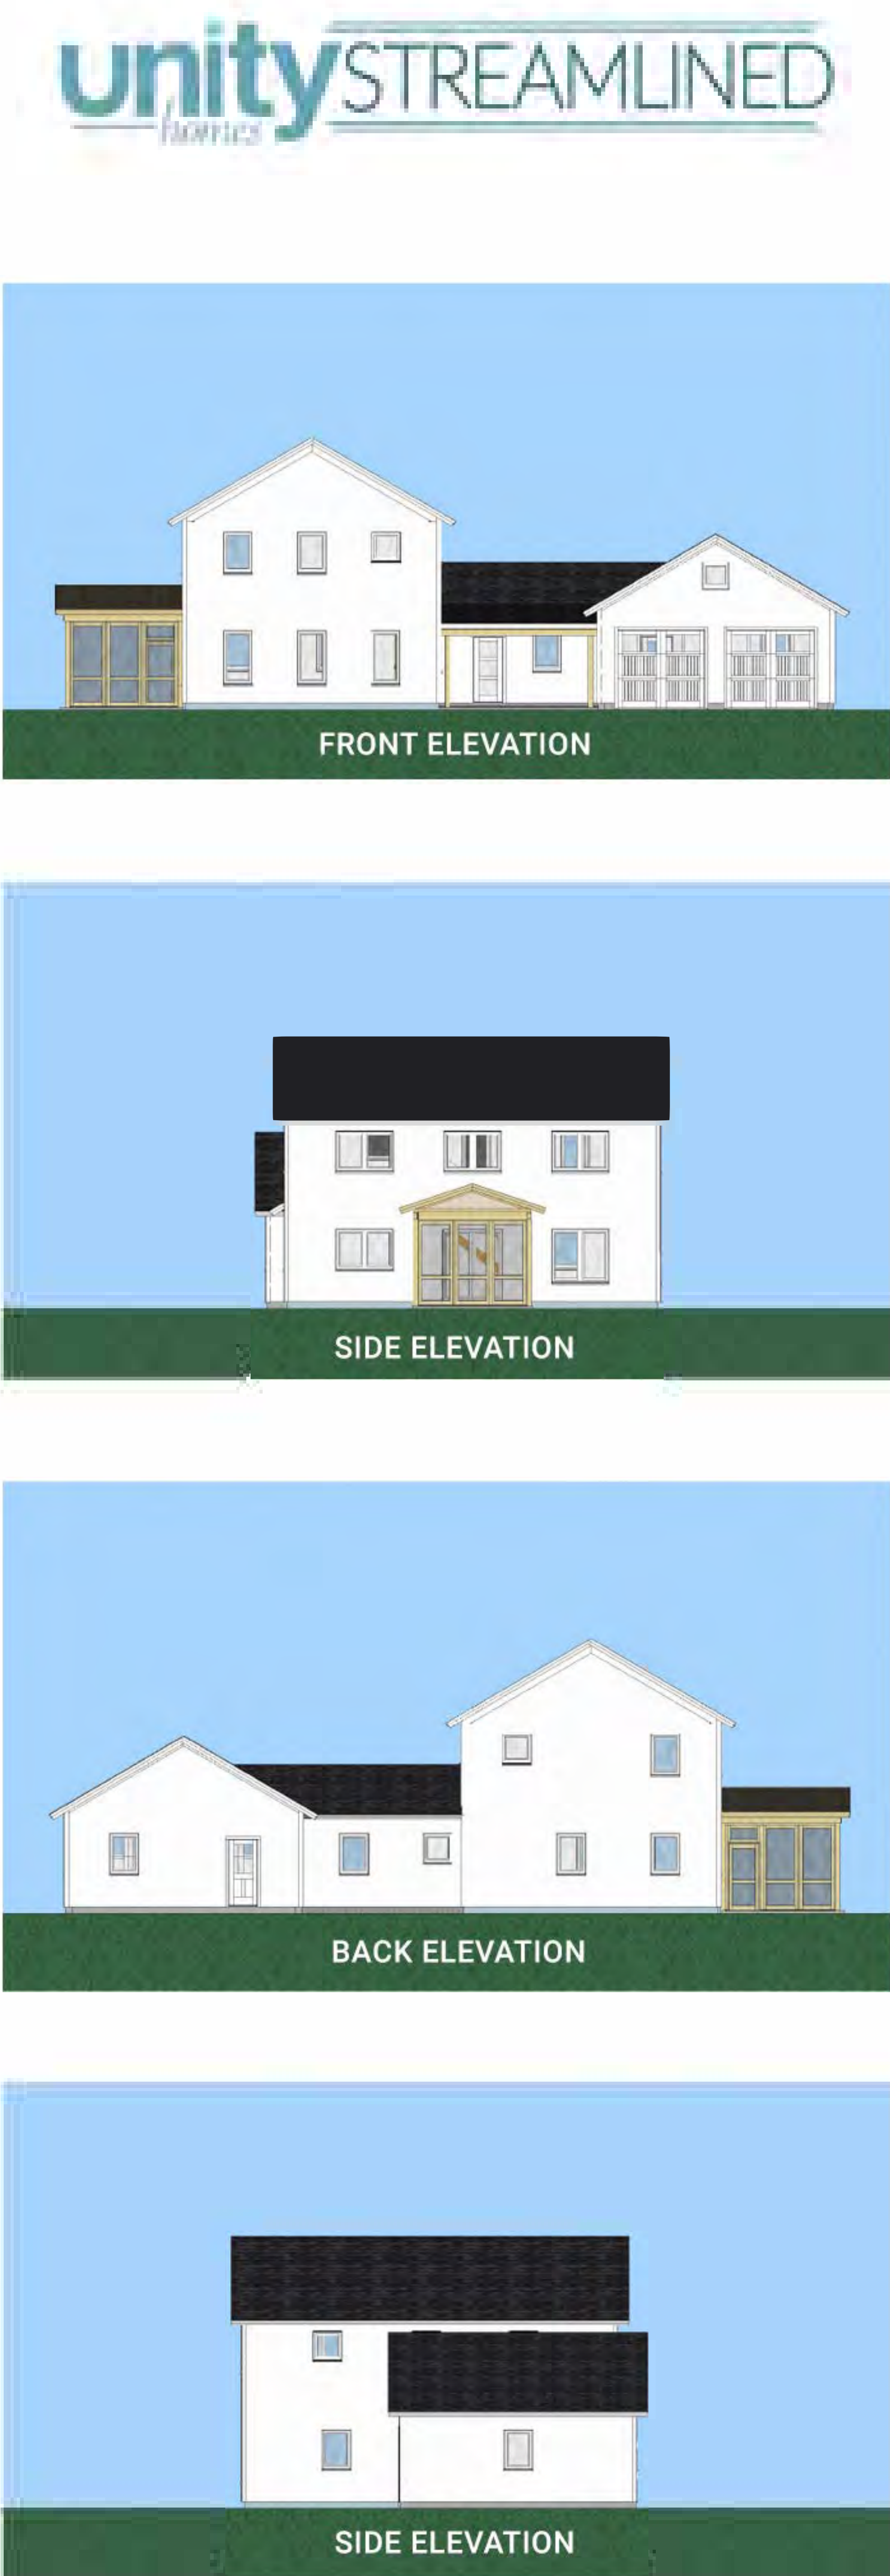 unity STREAMLINED
homes
FRONT ELEVATION
SIDE ELEVATION
BACK ELEVATION
SIDE ELEVATION